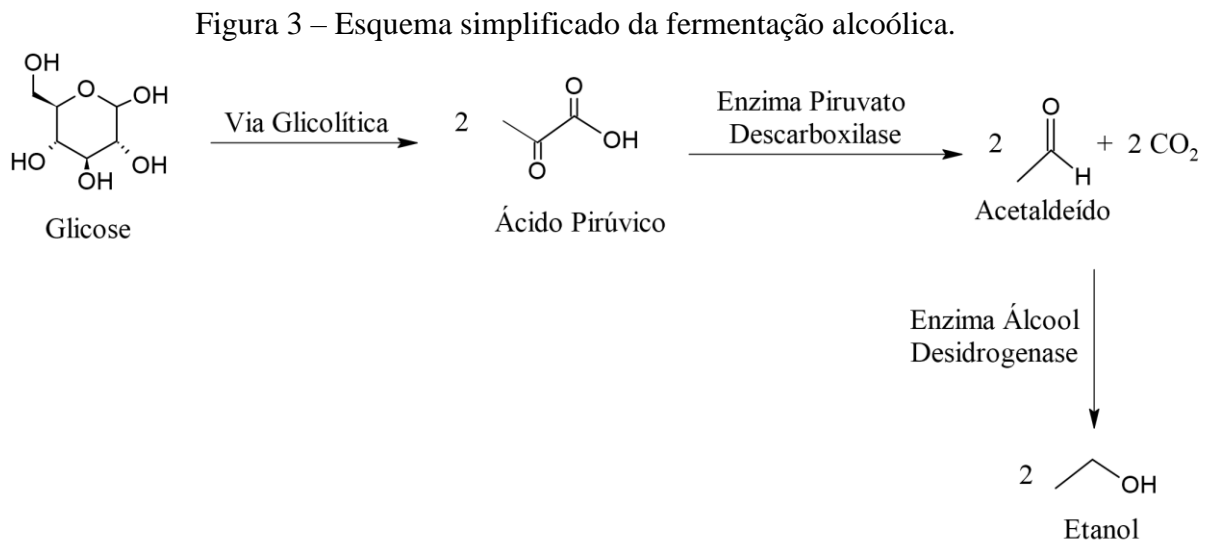 Figura 3 – Esquema simplificado da fermentação alcoólica.
OH
HO
O
OH
HO
OH
OH
Glicose
Via Glicolítica
2
O
OH
O
Ácido Pirúvico
Enzima Piruvato
Descarboxilase
2
O
H
+ 2 CO₂
Acetaldeído
Enzima Álcool
Desidrogenase
2
OH
Etanol